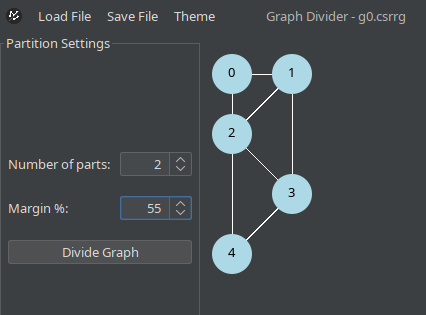 Load File Save File Theme Graph Divider - g0.csrrg
Partition Settings
0 1
2
Number of parts: 2
3
Margin %: 55
Divide Graph 4